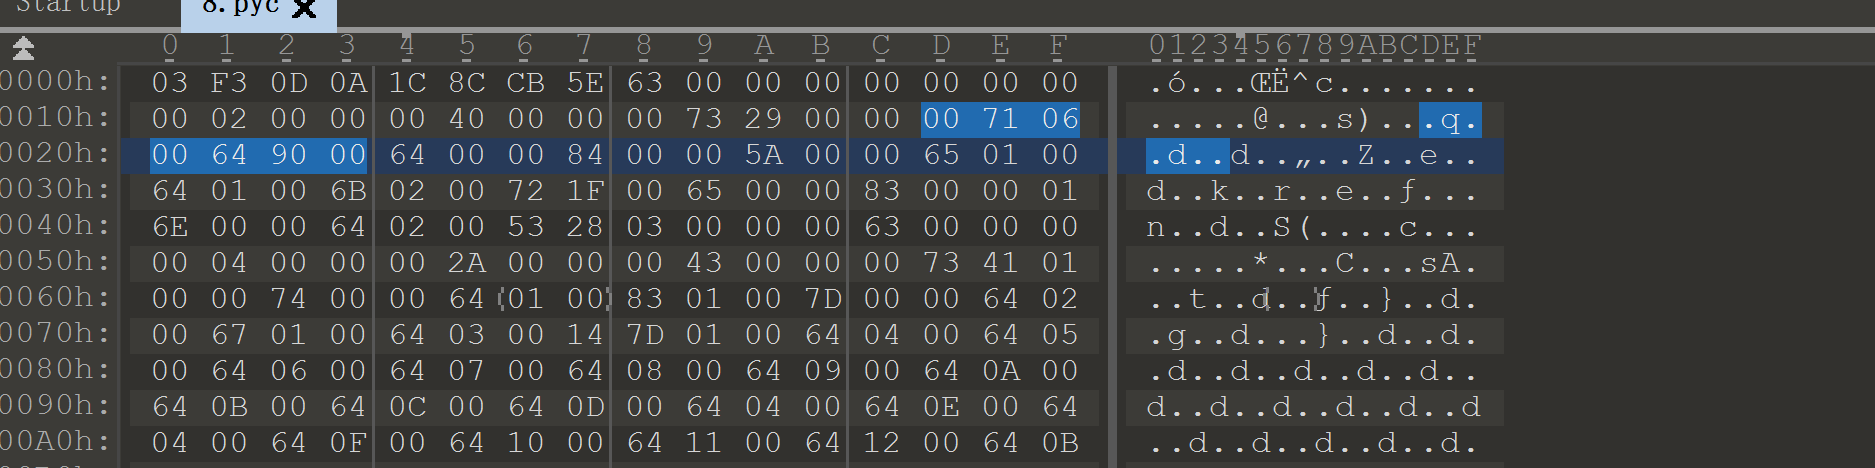 Startup 8.pyc
0 1 2 3 4 5 6 7 8 9 A B C D E F 0123456789ABCDEF
0000h: 03 F3 0D 0A 1C 8C CB 5E 63 00 00 00 00 00 00 00 .ó...ŒË^c.......
0010h: 00 02 00 00 00 40 00 00 00 73 29 00 00 00 71 06 .....@...s)...q.
0020h: 00 64 90 00 64 00 00 84 00 00 5A 00 00 65 01 00 .d..d..„..Z..e..
0030h: 64 01 00 6B 02 00 72 1F 00 65 00 00 83 00 00 01 d..k..r..e..ƒ...
0040h: 6E 00 00 64 02 00 53 28 03 00 00 00 63 00 00 00 n..d..S(....c...
0050h: 00 04 00 00 00 2A 00 00 00 43 00 00 00 73 41 01 .....*...C...sA.
0060h: 00 00 74 00 00 64 01 00 83 01 00 7D 00 00 64 02 ..t..d..ƒ..}..d.
0070h: 00 67 01 00 64 03 00 14 7D 01 00 64 04 00 64 05 .g..d...}..d..d.
0080h: 00 64 06 00 64 07 00 64 08 00 64 09 00 64 0A 00 .d..d..d..d..d..
0090h: 64 0B 00 64 0C 00 64 0D 00 64 04 00 64 0E 00 64 d..d..d..d..d..d
00A0h: 04 00 64 0F 00 64 10 00 64 11 00 64 12 00 64 0B ..d..d..d..d..d.